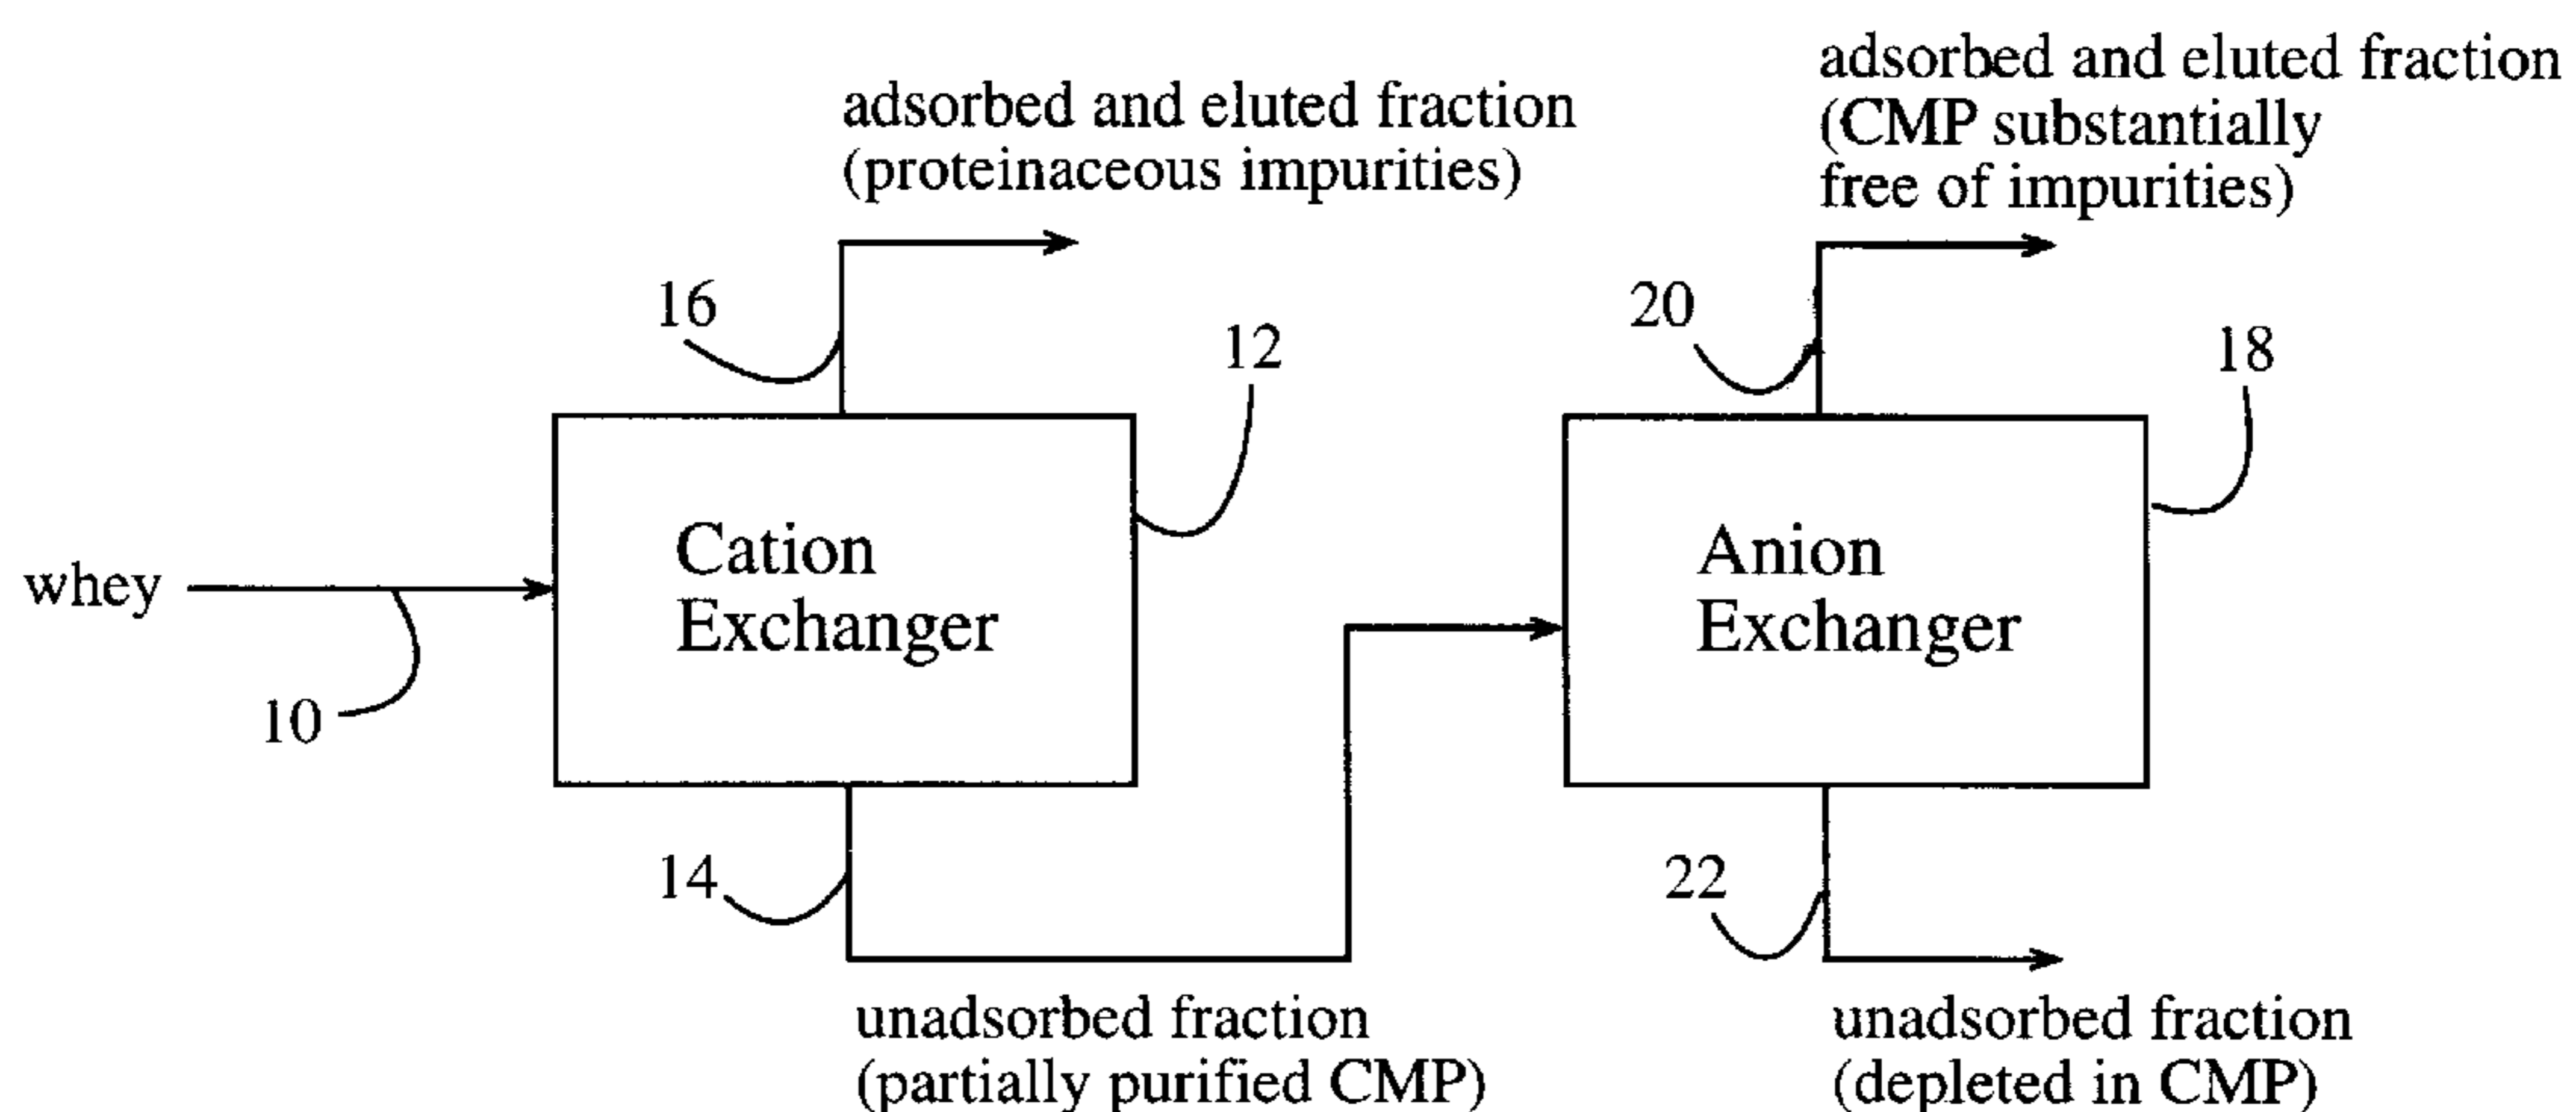 adsorbed and eluted fraction
(proteinaceous impurities)
adsorbed and eluted fraction
(CMP substantially
free of impurities)
16
12
20
18
whey
10
Cation
Exchanger
Anion
Exchanger
14
22
unadsorbed fraction
(partially purified CMP)
unadsorbed fraction
(depleted in CMP)